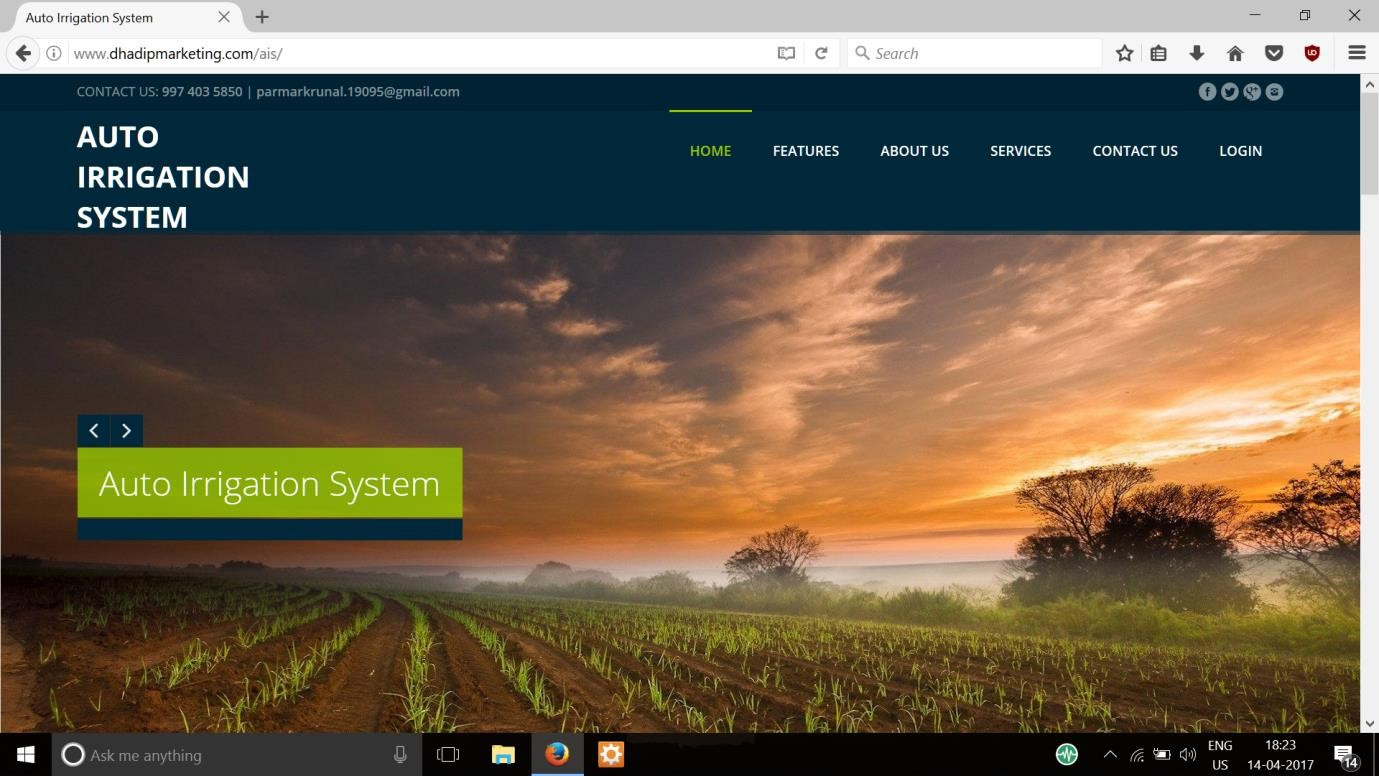 Auto Irrigation System
www.dhadipmarketing.com/ais/
Search
CONTACT US: 997 403 5850 | parmarkrunal.19095@gmail.com
AUTO
IRRIGATION
SYSTEM
HOME FEATURES ABOUT US SERVICES CONTACT US LOGIN
Auto Irrigation System
Ask me anything
ENG
US
18:23
14-04-2017
14